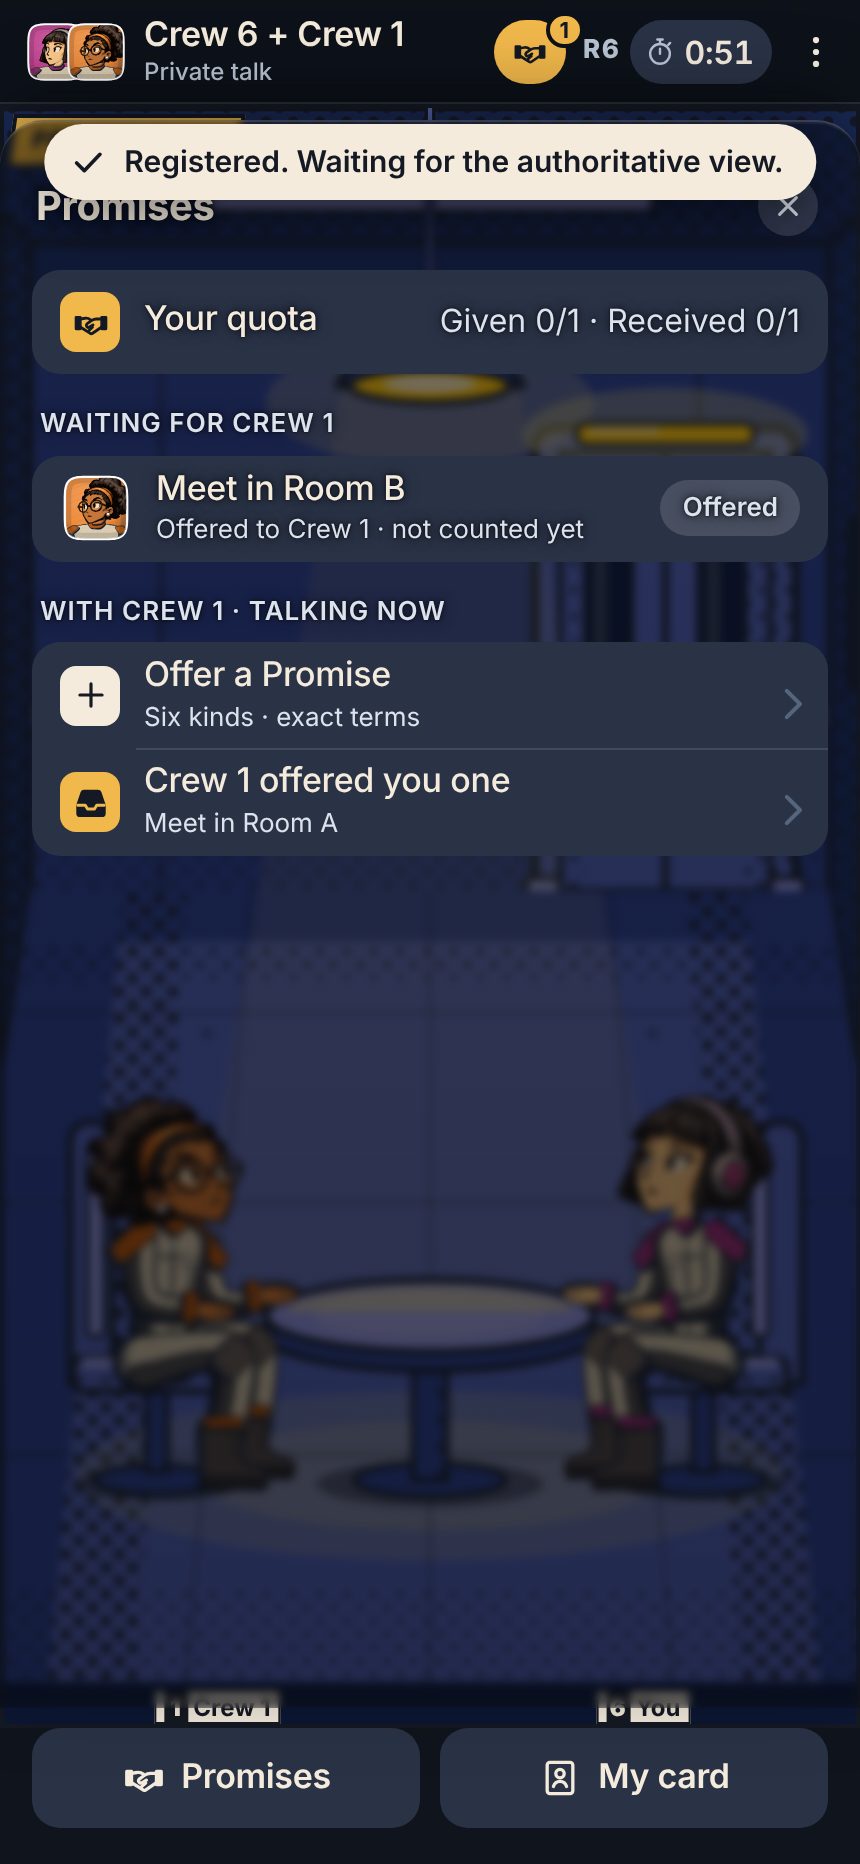 Crew 6 + Crew 1
Private talk
1
R6
0:51
Registered. Waiting for the authoritative view.
Promises
Your quota
Given 0/1 · Received 0/1
WAITING FOR CREW 1
Meet in Room B
Offered to Crew 1 · not counted yet
Offered
WITH CREW 1 · TALKING NOW
Offer a Promise
Six kinds · exact terms
Crew 1 offered you one
Meet in Room A
1 Crew 1
6 You
Promises
My card